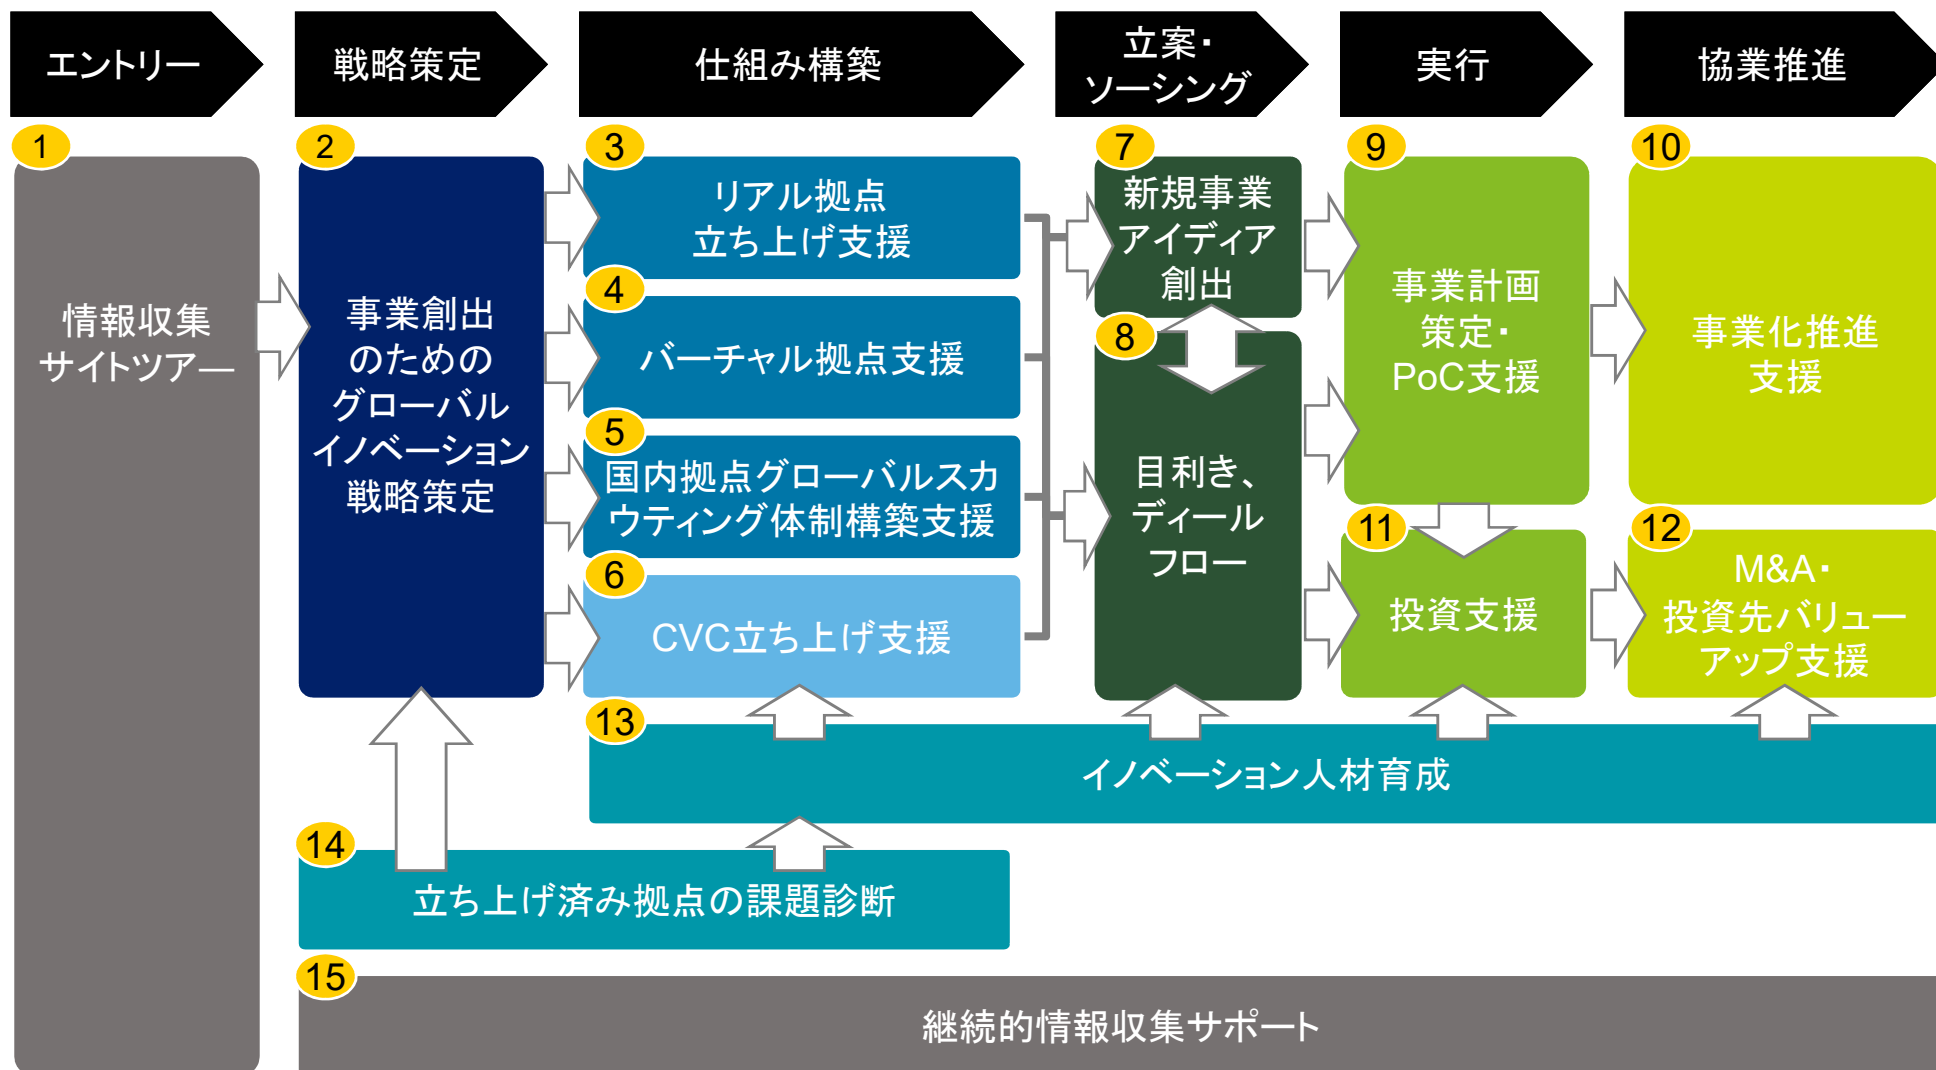 エントリー
戦略策定
仕組み構築
立案・
ソーシング
実行
協業推進
1
情報収集
サイトツアー
2
事業創出
のための
グローバル
イノベーション
戦略策定
3
リアル拠点
立ち上げ支援
4
バーチャル拠点支援
5
国内拠点グローバルスカ
ウティング体制構築支援
6
CVC立ち上げ支援
7
新規事業
アイディア
創出
8
目利き、
ディール
フロー
9
事業計画
策定・
PoC支援
10
事業化推進
支援
11
投資支援
12
M&A・
投資先バリュー
アップ支援
13
イノベーション人材育成
14
立ち上げ済み拠点の課題診断
15
継続的情報収集サポート